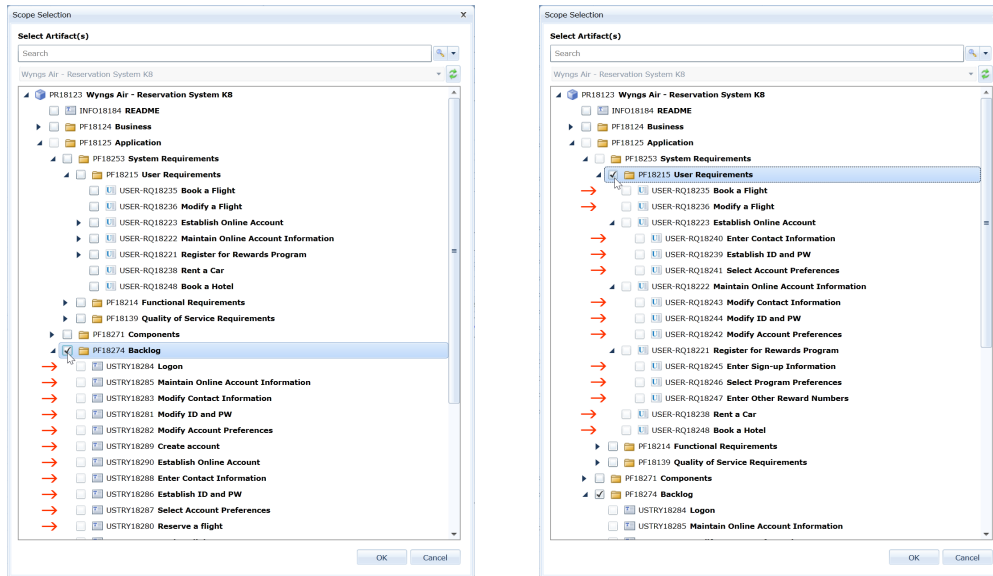 Scope Selection
x
Select Artifact(s)
Search
Wyngs Air - Reservation System K8
PR18123 Wyngs Air - Reservation System K8
INFO18184 README
PF18124 Business
PF18125 Application
PF18253 System Requirements
PF18215 User Requirements
USER-RQ18235 Book a Flight
USER-RQ18236 Modify a Flight
USER-RQ18223 Establish Online Account
USER-RQ18222 Maintain Online Account Information
USER-RQ18221 Register for Rewards Program
USER-RQ18238 Rent a Car
USER-RQ18248 Book a Hotel
PF18214 Functional Requirements
PF18139 Quality of Service Requirements
PF18271 Components
PF18274 Backlog
USTRY18284 Logon
USTRY18285 Maintain Online Account Information
USTRY18283 Modify Contact Information
USTRY18281 Modify ID and PW
USTRY18282 Modify Account Preferences
USTRY18289 Create account
USTRY18290 Establish Online Account
USTRY18288 Enter Contact Information
USTRY18286 Establish ID and PW
USTRY18287 Select Account Preferences
USTRY18280 Reserve a flight
OK Cancel
Scope Selection
Select Artifact(s)
Search
Wyngs Air - Reservation System K8
PR18123 Wyngs Air - Reservation System K8
INFO18184 README
PF18124 Business
PF18125 Application
PF18253 System Requirements
PF18215 User Requirements
USER-RQ18235 Book a Flight
USER-RQ18236 Modify a Flight
USER-RQ18223 Establish Online Account
USER-RQ18240 Enter Contact Information
USER-RQ18239 Establish ID and PW
USER-RQ18241 Select Account Preferences
USER-RQ18222 Maintain Online Account Information
USER-RQ18243 Modify Contact Information
USER-RQ18244 Modify ID and PW
USER-RQ18242 Modify Account Preferences
USER-RQ18221 Register for Rewards Program
USER-RQ18245 Enter Sign-up Information
USER-RQ18246 Select Program Preferences
USER-RQ18247 Enter Other Reward Numbers
USER-RQ18238 Rent a Car
USER-RQ18248 Book a Hotel
PF18214 Functional Requirements
PF18139 Quality of Service Requirements
PF18271 Components
PF18274 Backlog
USTRY18284 Logon
USTRY18285 Maintain Online Account Information
OK Cancel